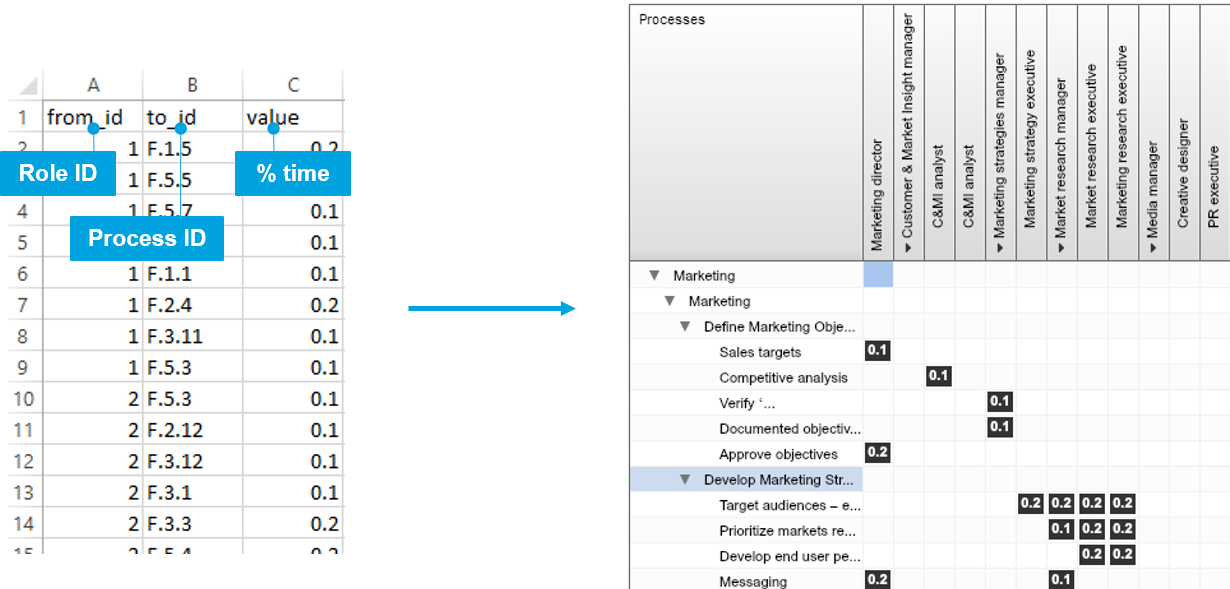 A B C
1 from_id to_id value
2 1 F.1.5 0.2
Role ID 1 F.5.5 % time
4 1 F.5.7 0.1
Process ID
5 0.1
6 1 F.1.1 0.1
7 1 F.2.4 0.2
8 1 F.3.11 0.1
9 1 F.5.3 0.1
10 2 F.5.3 0.1
11 2 F.2.12 0.1
12 2 F.3.12 0.1
13 2 F.3.1 0.1
14 2 F.3.3 0.2
15 2 F.5.4 0.2
Processes
Marketing director
Customer & Market Insight manager
C&MI analyst
C&MI analyst
Marketing strategies manager
Marketing strategy executive
Market research manager
Market research executive
Marketing research executive
Media manager
Creative designer
PR executive
Marketing
Marketing
Define Marketing Obje...
Sales targets 0.1
Competitive analysis 0.1
Verify ‘... 0.1
Documented objectiv... 0.1
Approve objectives 0.2
Develop Marketing Str...
Target audiences – e... 0.2 0.2 0.2 0.2
Prioritize markets re... 0.1 0.2 0.2
Develop end user pe... 0.2 0.2
Messaging 0.2 0.1